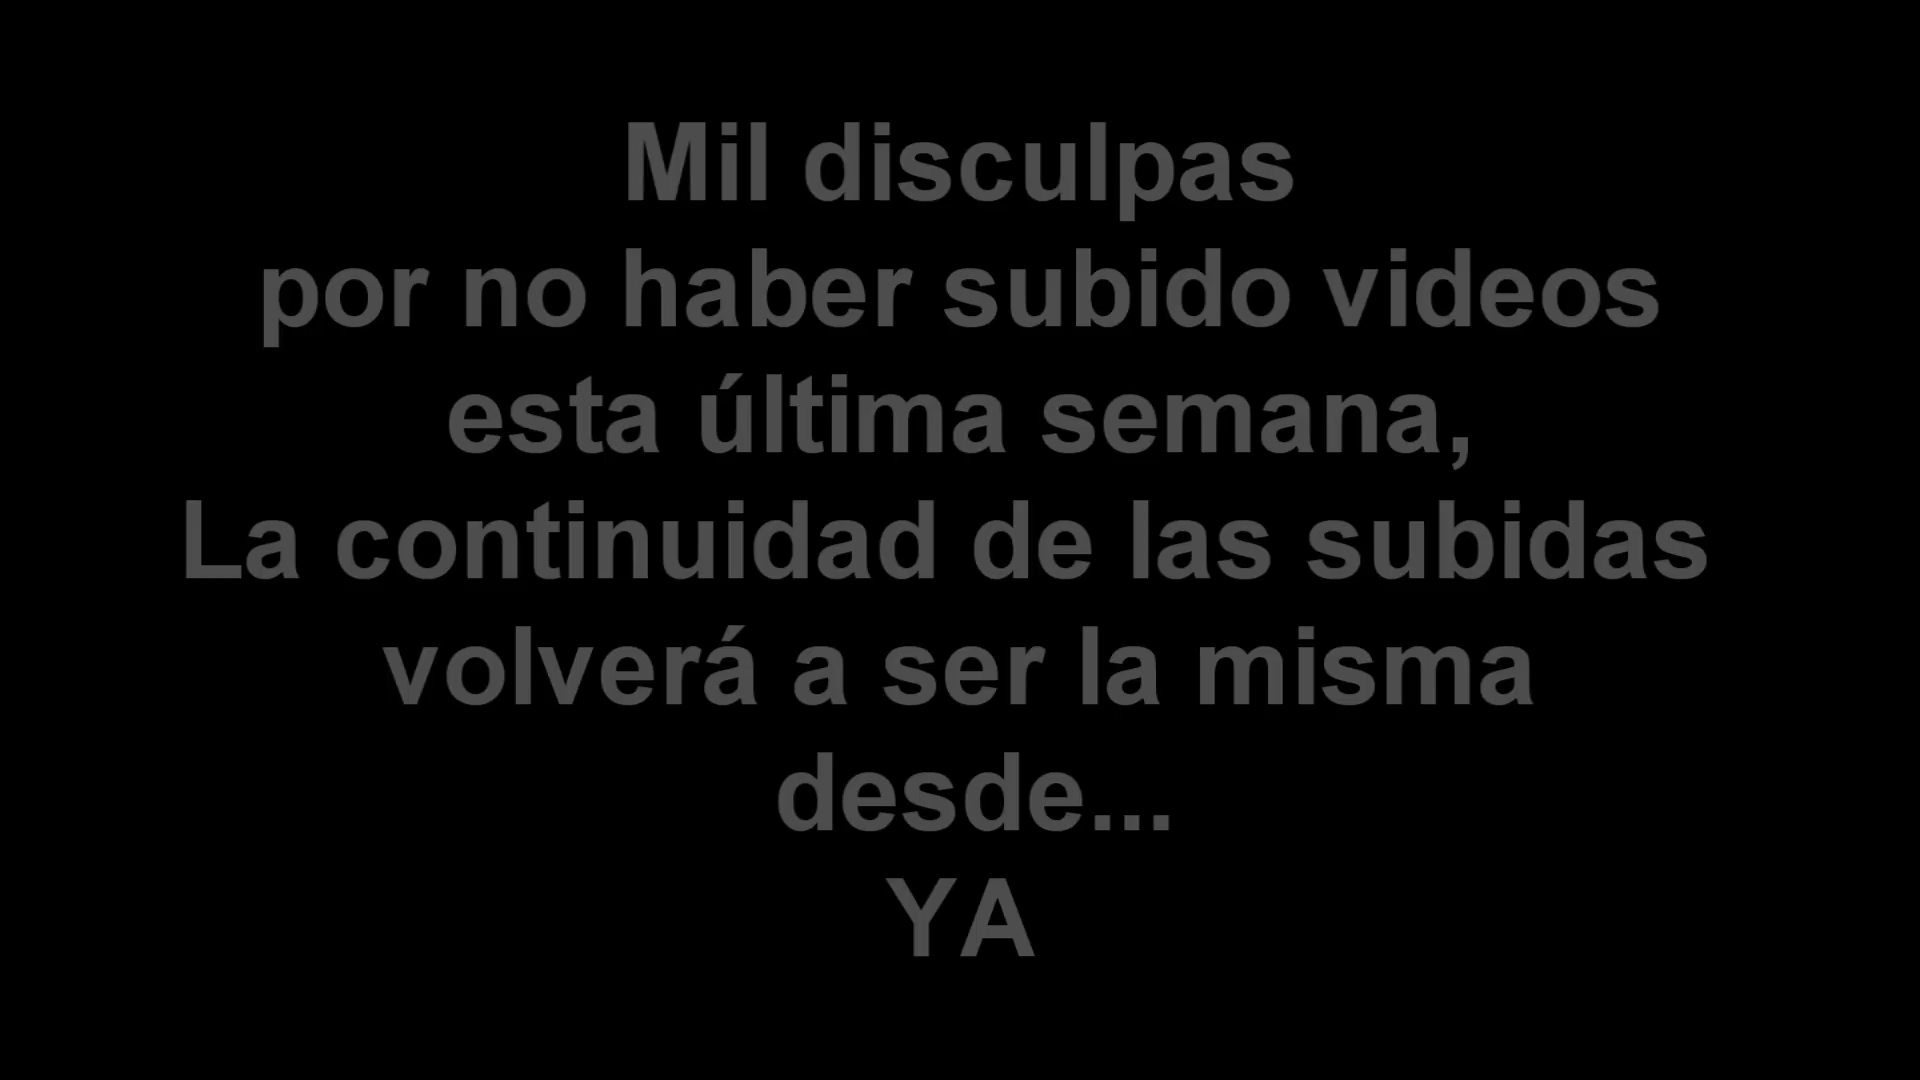 Mil disculpas
por no haber subido videos
esta última semana,
La continuidad de las subidas
volverá a ser la misma
desde...
YA